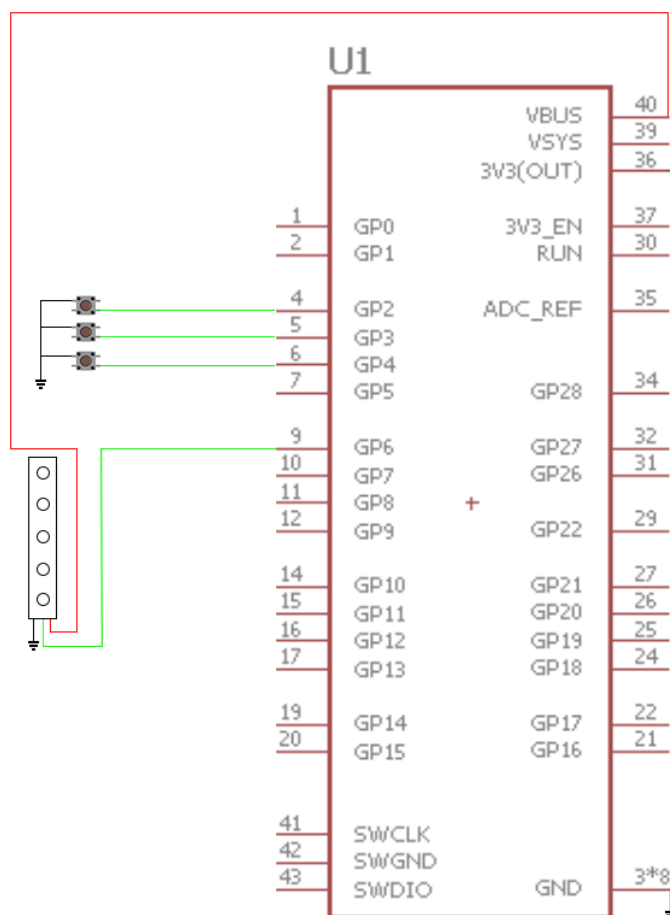 U1
VBUS 40
VSYS 39
3V3(OUT) 36
1 GP0 3V3_EN 37
2 GP1 RUN 30
4 GP2 ADC_REF 35
5 GP3
6 GP4
7 GP5 GP28 34
9 GP6 GP27 32
10 GP7 GP26 31
11 GP8
12 GP9 GP22 29
14 GP10 GP21 27
15 GP11 GP20 26
16 GP12 GP19 25
17 GP13 GP18 24
19 GP14 GP17 22
20 GP15 GP16 21
41 SWCLK
42 SWGND
43 SWDIO GND 3*8